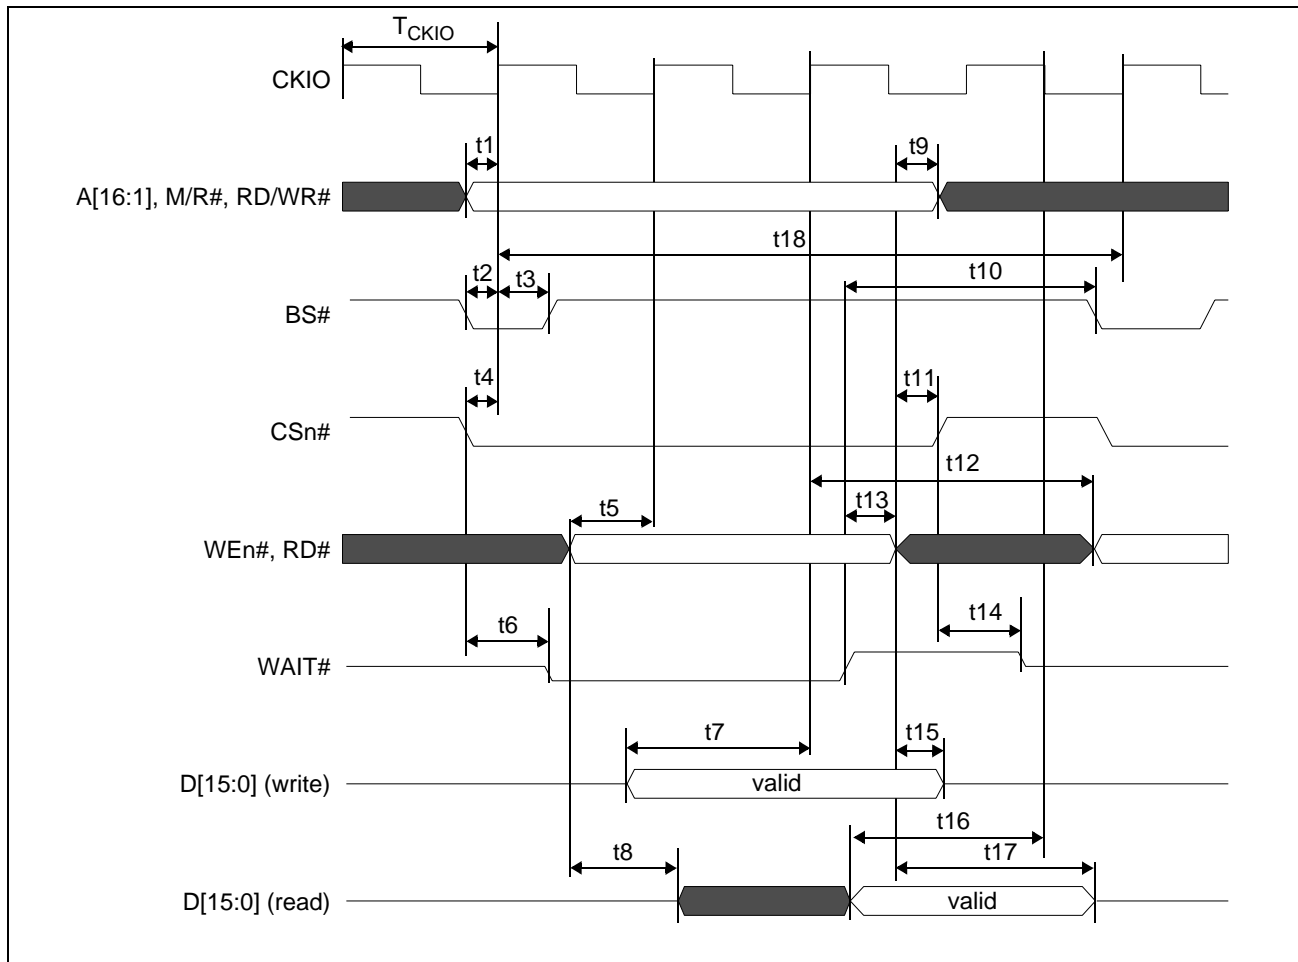 TCKIO
CKIO
t1
t9
A[16:1], M/R#, RD/WR#
t18
t2
t3
t10
BS#
t4
t11
CSn#
t12
t13
t5
WEn#, RD#
t6
t14
WAIT#
t7
t15
D[15:0] (write)
valid
t16
t8
t17
D[15:0] (read)
valid